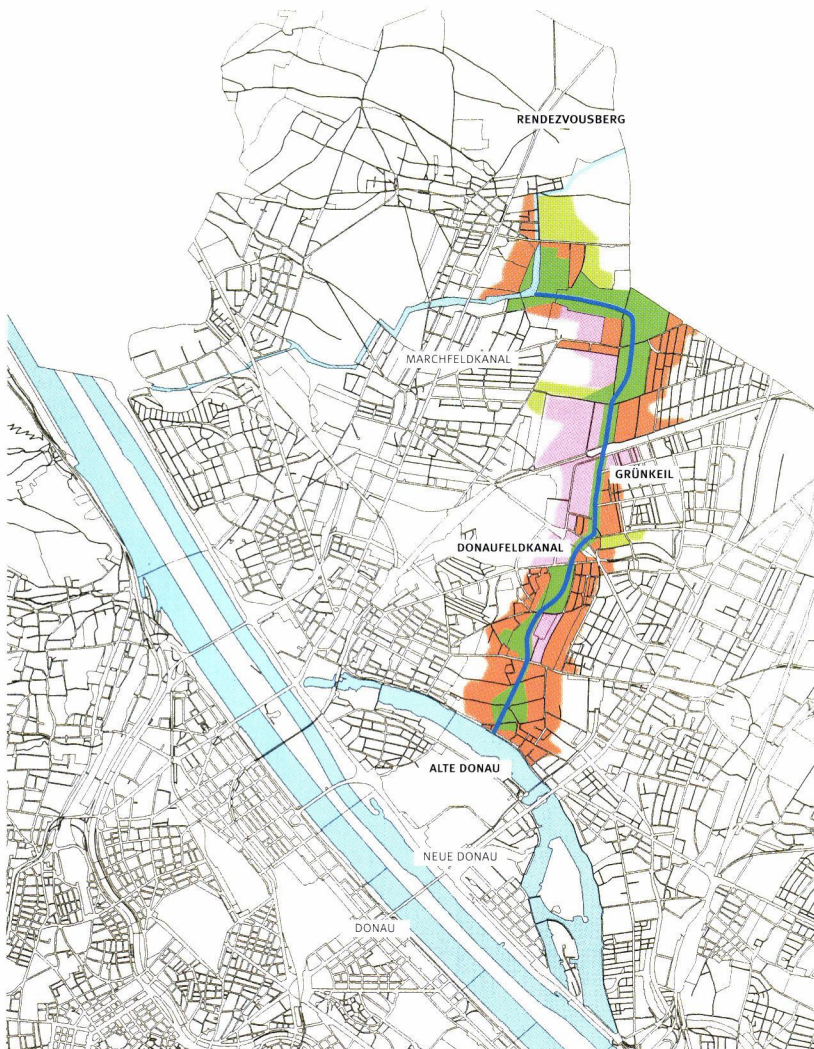 RENDEZVOUSBERG
MARCHFELDKANAL
GRÜNKEIL
DONAUFELDKANAL
ALTE DONAU
NEUE DONAU
DONAU